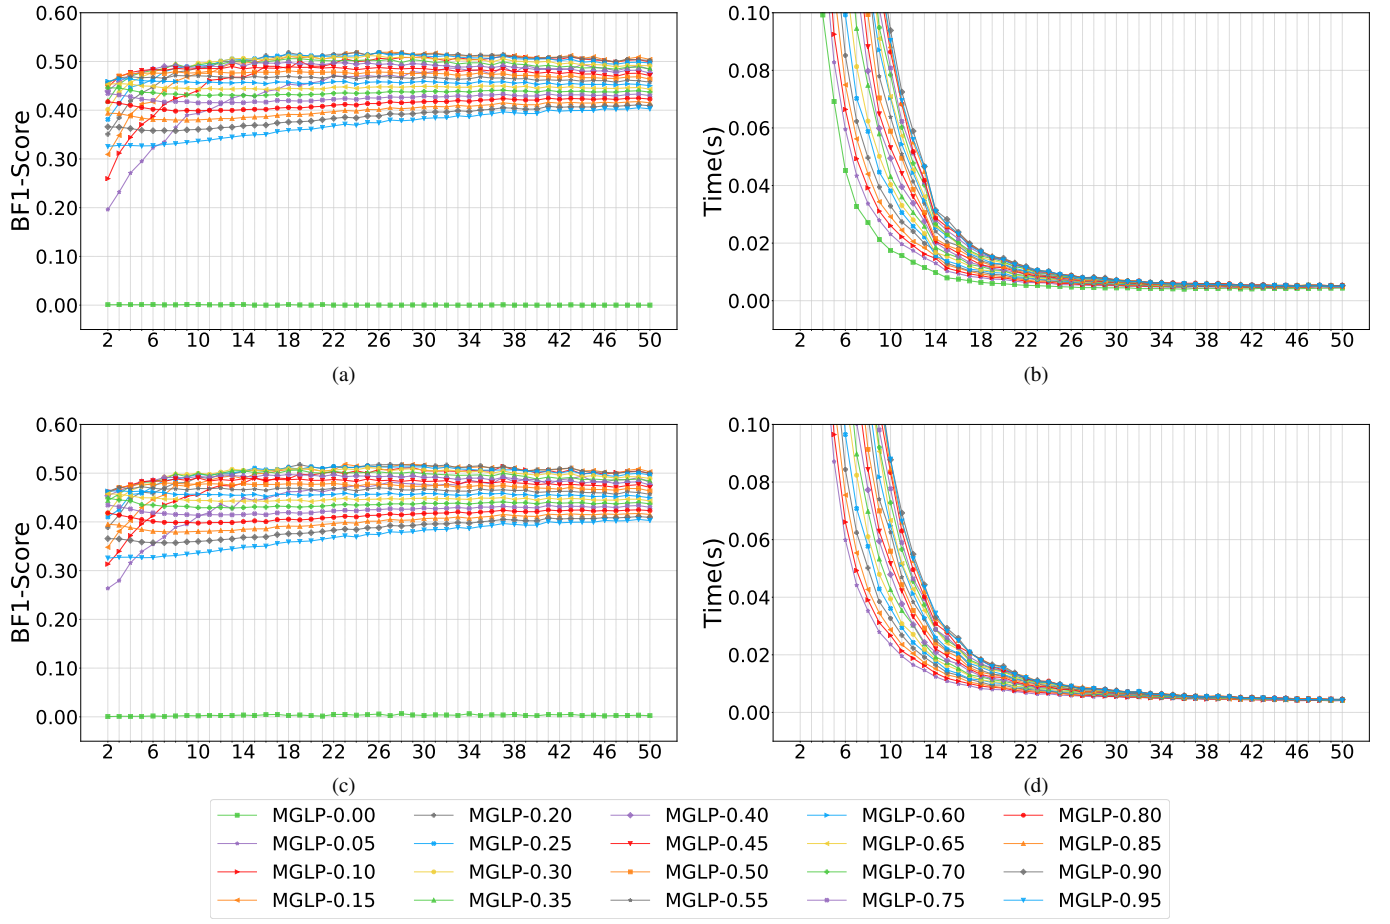 0.60
0.50
0.40
0.30
0.20
0.10
0.00
BF1-Score
2 6 10 14 18 22 26 30 34 38 42 46 50
(a)
0.10
0.08
0.06
0.04
0.02
0.00
Time(s)
2 6 10 14 18 22 26 30 34 38 42 46 50
(b)
0.60
0.50
0.40
0.30
0.20
0.10
0.00
BF1-Score
2 6 10 14 18 22 26 30 34 38 42 46 50
(c)
0.10
0.08
0.06
0.04
0.02
0.00
Time(s)
2 6 10 14 18 22 26 30 34 38 42 46 50
(d)
MGLP-0.00 MGLP-0.20 MGLP-0.40 MGLP-0.60 MGLP-0.80
MGLP-0.05 MGLP-0.25 MGLP-0.45 MGLP-0.65 MGLP-0.85
MGLP-0.10 MGLP-0.30 MGLP-0.50 MGLP-0.70 MGLP-0.90
MGLP-0.15 MGLP-0.35 MGLP-0.55 MGLP-0.75 MGLP-0.95